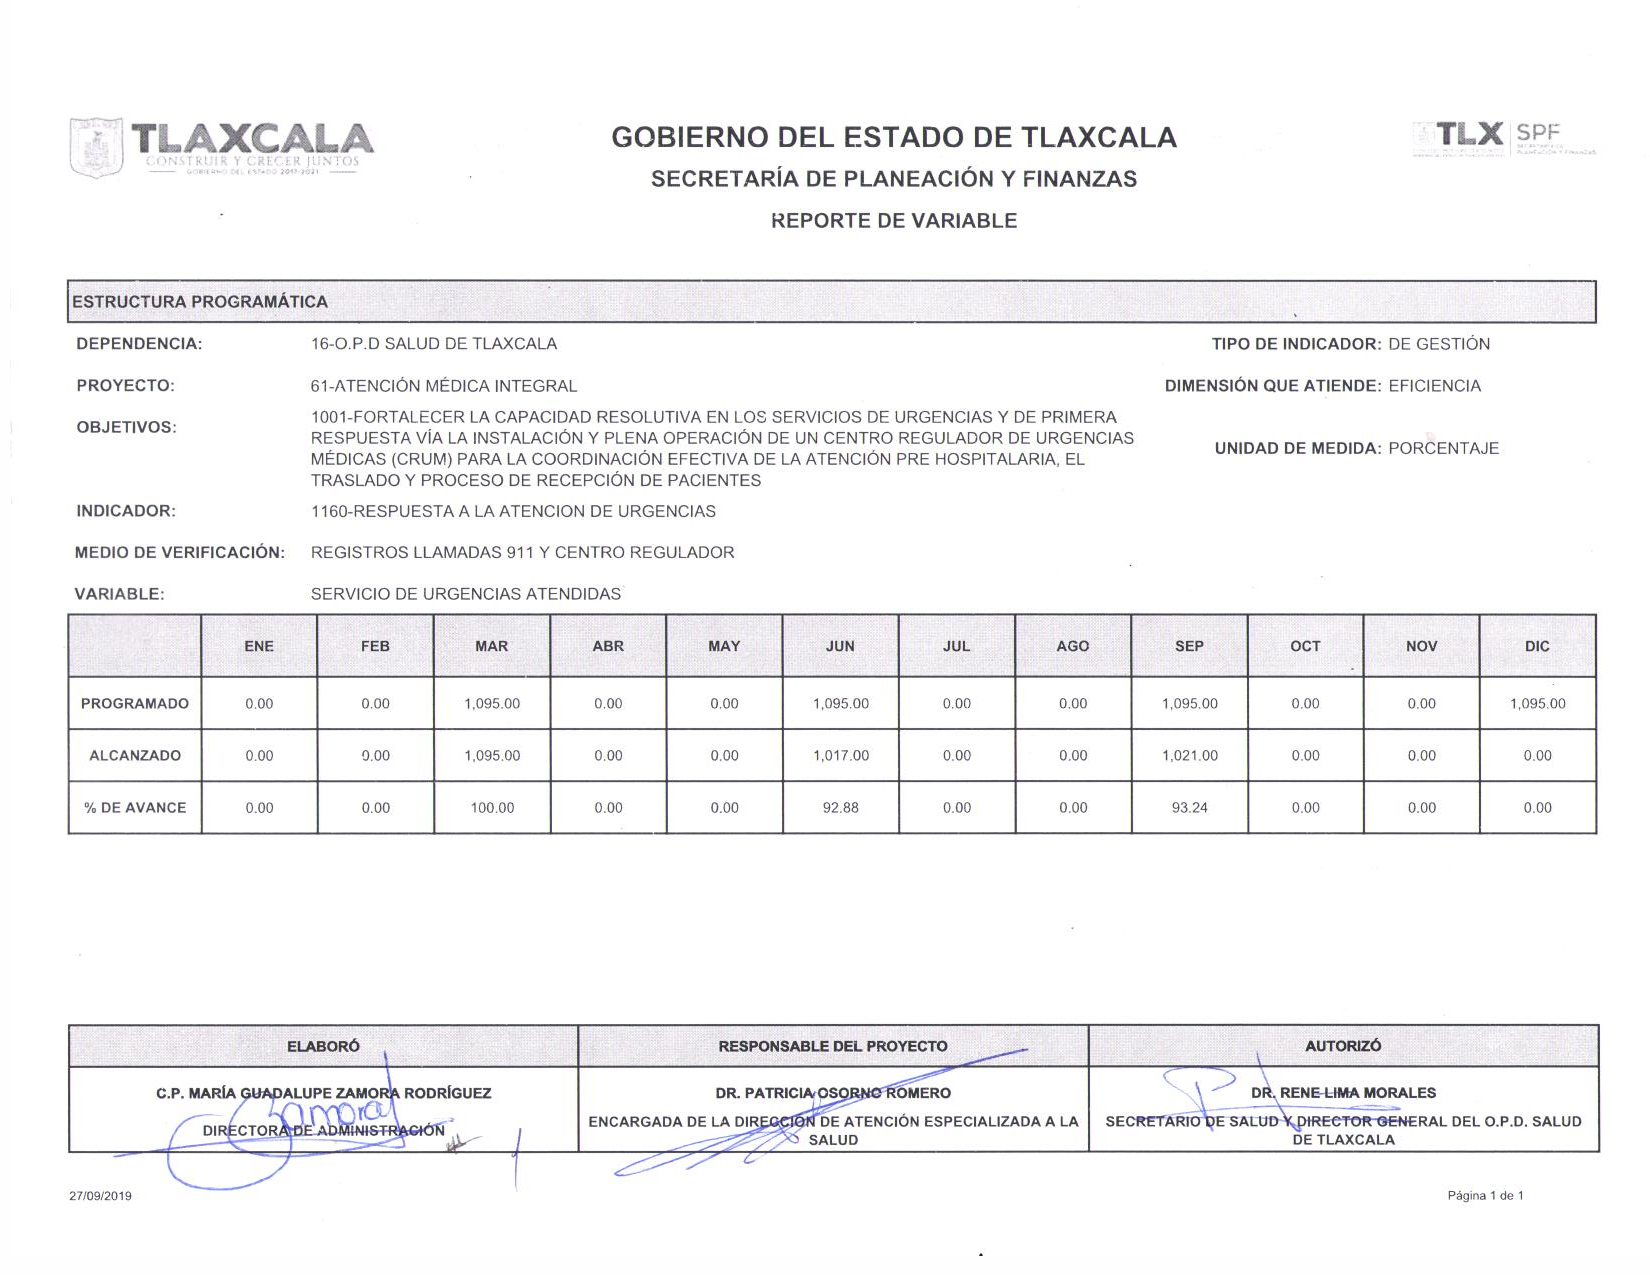 TLAXCALA
CONSTRUIR Y CRECER JUNTOS
GOBIERNO DEL ESTADO 2017-2021
GOBIERNO DEL ESTADO DE TLAXCALA
SECRETARÍA DE PLANEACIÓN Y FINANZAS
REPORTE DE VARIABLE
TLX SPF
SECRETARÍA DE
PLANEACIÓN Y FINANZAS
ESTRUCTURA PROGRAMÁTICA
DEPENDENCIA: 16-O.P.D SALUD DE TLAXCALA TIPO DE INDICADOR: DE GESTIÓN
PROYECTO: 61-ATENCIÓN MÉDICA INTEGRAL DIMENSIÓN QUE ATIENDE: EFICIENCIA
OBJETIVOS: 1001-FORTALECER LA CAPACIDAD RESOLUTIVA EN LOS SERVICIOS DE URGENCIAS Y DE PRIMERA
RESPUESTA VÍA LA INSTALACIÓN Y PLENA OPERACIÓN DE UN CENTRO REGULADOR DE URGENCIAS
MÉDICAS (CRUM) PARA LA COORDINACIÓN EFECTIVA DE LA ATENCIÓN PRE HOSPITALARIA, EL
TRASLADO Y PROCESO DE RECEPCIÓN DE PACIENTES
UNIDAD DE MEDIDA: PORCENTAJE
INDICADOR: 1160-RESPUESTA A LA ATENCION DE URGENCIAS
MEDIO DE VERIFICACIÓN: REGISTROS LLAMADAS 911 Y CENTRO REGULADOR
VARIABLE: SERVICIO DE URGENCIAS ATENDIDAS
ENE FEB MAR ABR MAY JUN JUL AGO SEP OCT NOV DIC
PROGRAMADO 0.00 0.00 1,095.00 0.00 0.00 1,095.00 0.00 0.00 1,095.00 0.00 0.00 1,095.00
ALCANZADO 0.00 0.00 1,095.00 0.00 0.00 1,017.00 0.00 0.00 1,021.00 0.00 0.00 0.00
% DE AVANCE 0.00 0.00 100.00 0.00 0.00 92.88 0.00 0.00 93.24 0.00 0.00 0.00
ELABORÓ RESPONSABLE DEL PROYECTO AUTORIZÓ
C.P. MARÍA GUADALUPE ZAMORA RODRÍGUEZ
DIRECTORA DE ADMINISTRACIÓN
DR. PATRICIA OSORNO ROMERO
ENCARGADA DE LA DIRECCIÓN DE ATENCIÓN ESPECIALIZADA A LA
SALUD
DR. RENE LIMA MORALES
SECRETARIO DE SALUD Y DIRECTOR GENERAL DEL O.P.D. SALUD
DE TLAXCALA
27/09/2019 Página 1 de 1